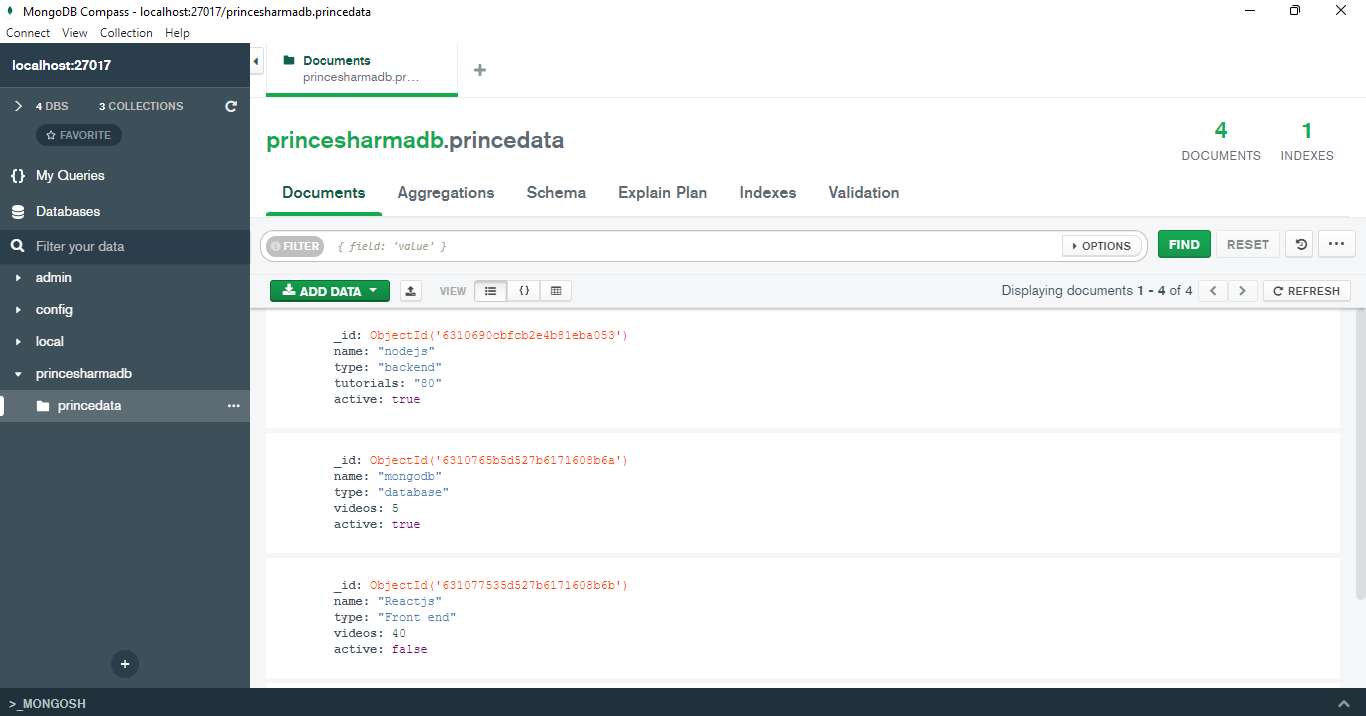 MongoDB Compass - localhost:27017/princesharmadb.princedata
Connect View Collection Help
localhost:27017
4 DBS 3 COLLECTIONS
FAVORITE
{} My Queries
Databases
Filter your data
admin
config
local
princesharmadb
princedata
Documents
princesharmadb.pr...
princesharmadb.princedata
4 DOCUMENTS
1 INDEXES
Documents Aggregations Schema Explain Plan Indexes Validation
FILTER { field: 'value' } OPTIONS FIND RESET
ADD DATA VIEW {} Displaying documents 1 - 4 of 4 REFRESH
_id: ObjectId('6310690cbfcb2e4b81eba053')
name: "nodejs"
type: "backend"
tutorials: "80"
active: true
_id: ObjectId('6310765b5d527b6171608b6a')
name: "mongodb"
type: "database"
videos: 5
active: true
_id: ObjectId('631077535d527b6171608b6b')
name: "Reactjs"
type: "Front end"
videos: 40
active: false
>_MONGOSH